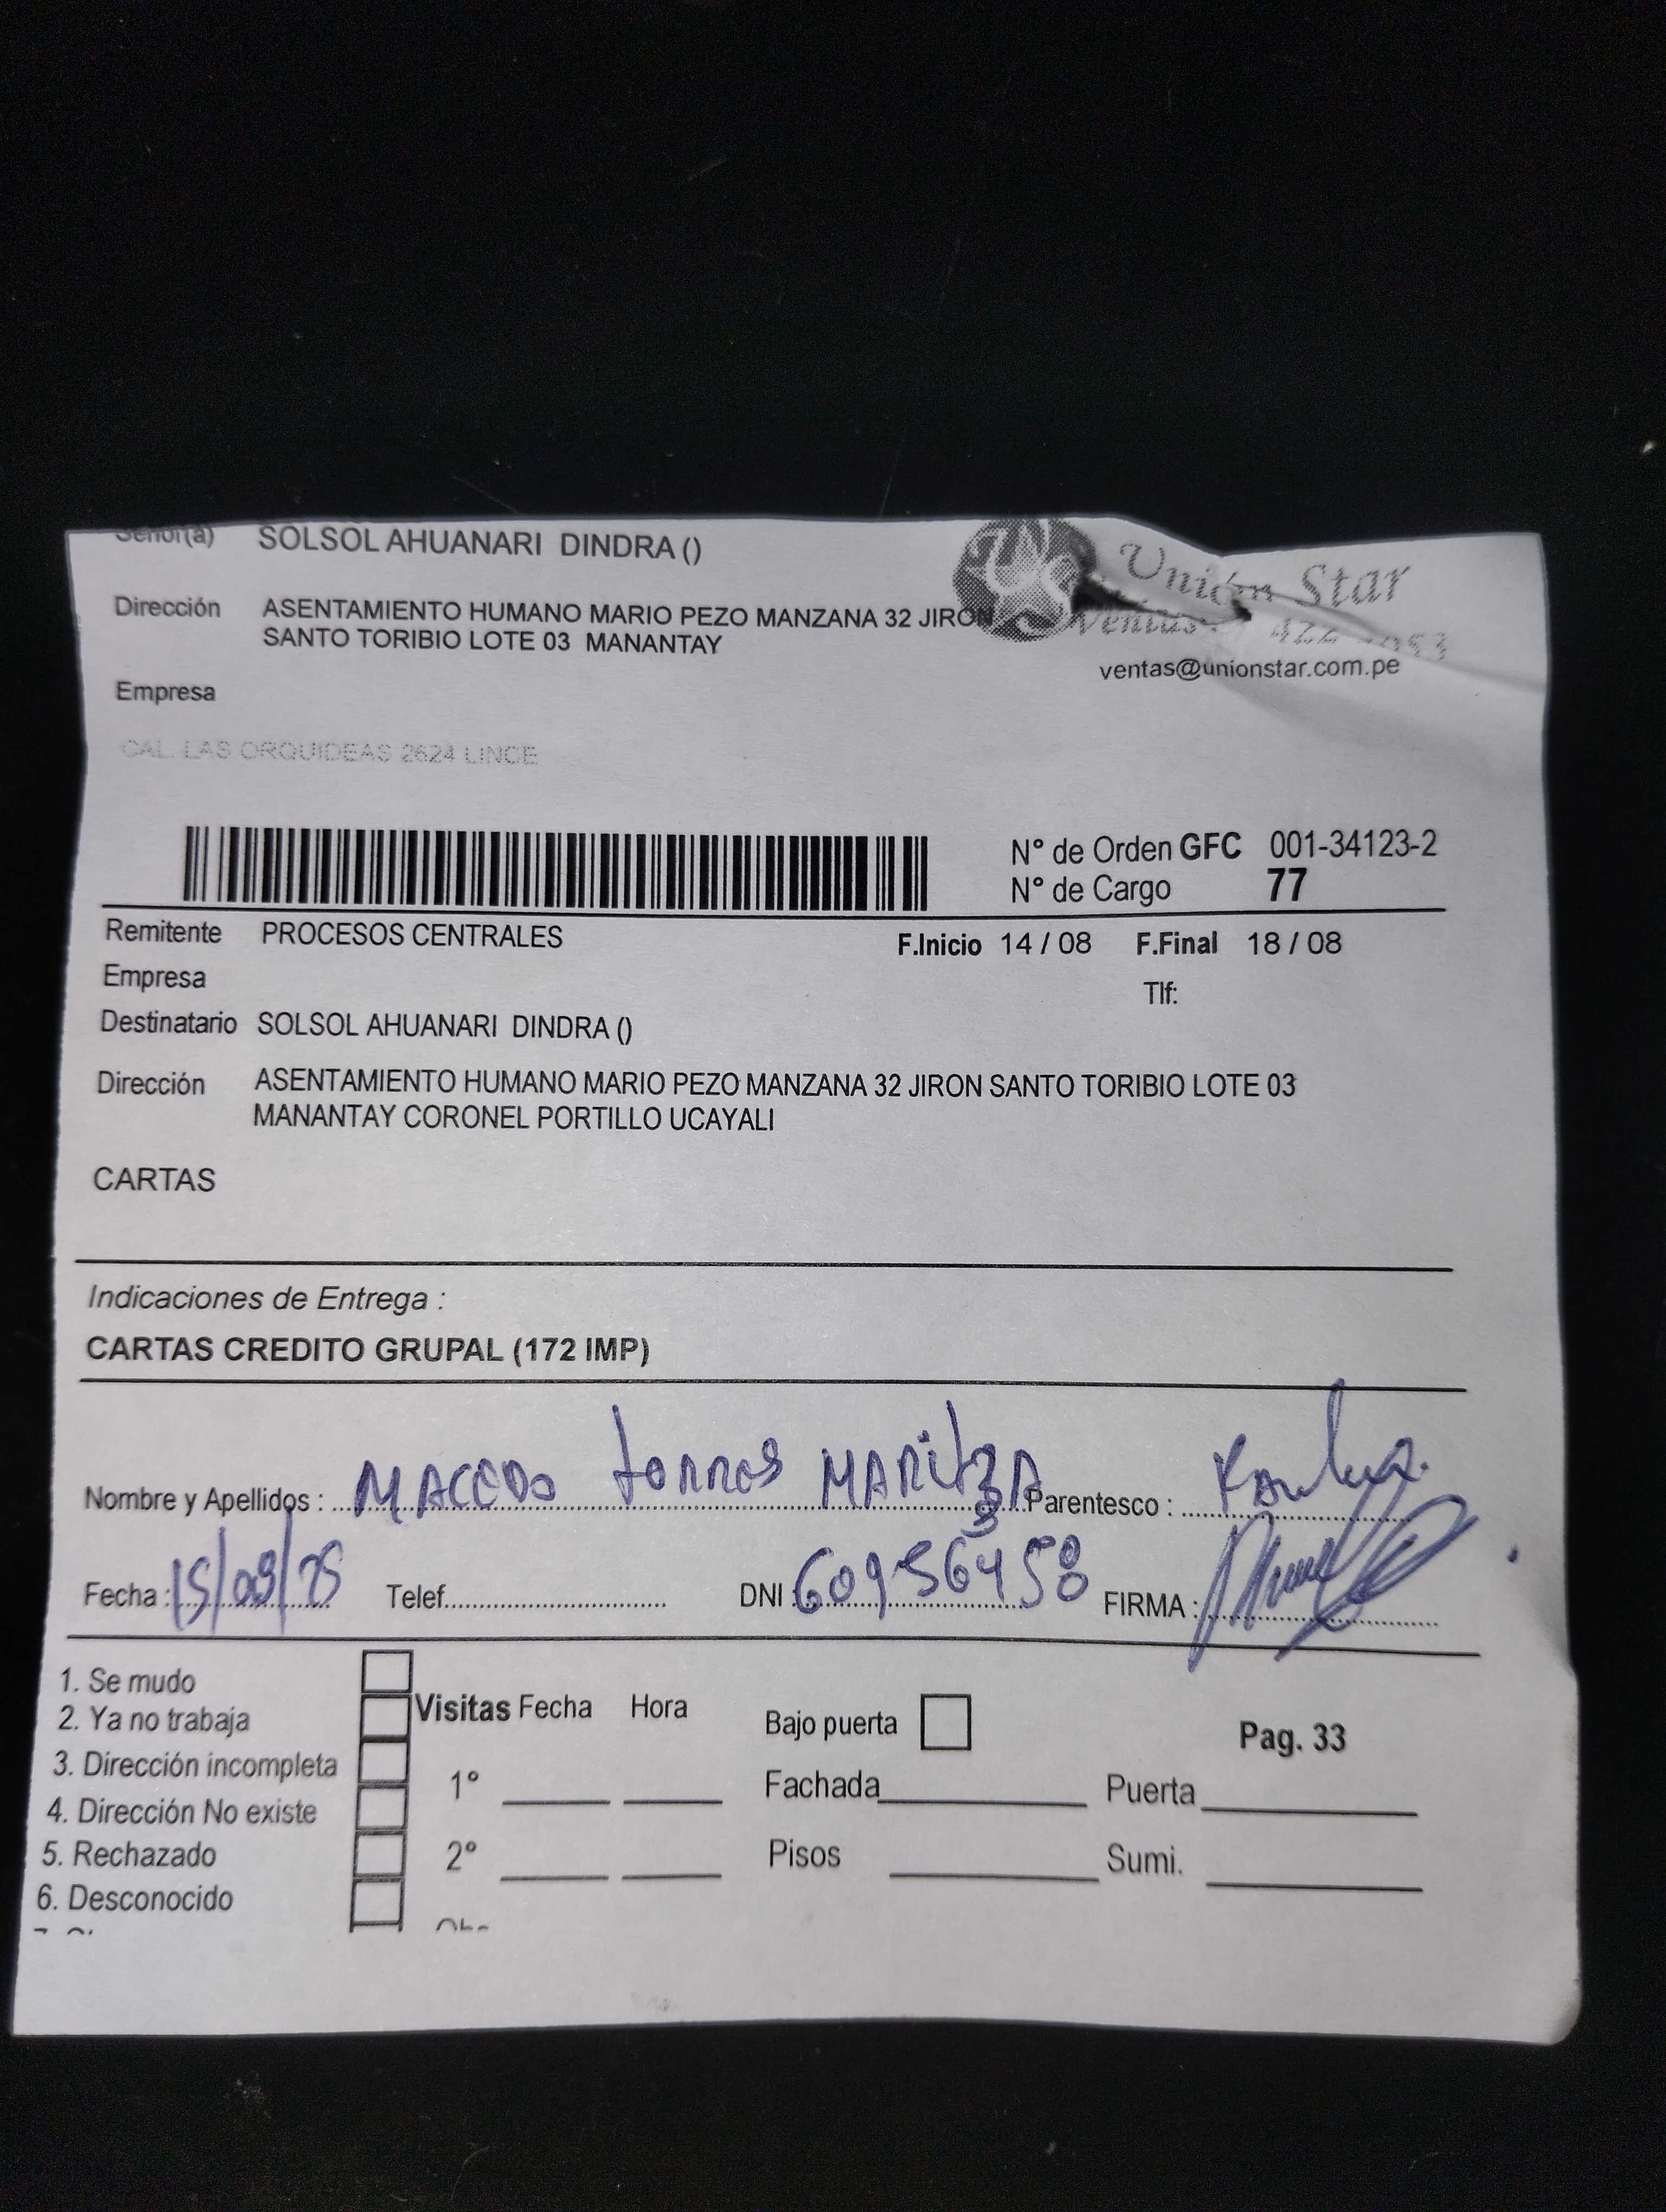 Señor(a) SOLSOL AHUANARI DINDRA ()
Unión Star
Dirección ASENTAMIENTO HUMANO MARIO PEZO MANZANA 32 JIRON
SANTO TORIBIO LOTE 03 MANANTAY
Ventas: 422
ventas@unionstar.com.pe
Empresa
CAL. LAS ORQUIDEAS 2624 LINCE
N° de Orden GFC 001-34123-2
N° de Cargo 77
Remitente PROCESOS CENTRALES F.Inicio 14 / 08 F.Final 18 / 08
Empresa Tlf:
Destinatario SOLSOL AHUANARI DINDRA ()
Dirección ASENTAMIENTO HUMANO MARIO PEZO MANZANA 32 JIRON SANTO TORIBIO LOTE 03
MANANTAY CORONEL PORTILLO UCAYALI
CARTAS
Indicaciones de Entrega :
CARTAS CREDITO GRUPAL (172 IMP)
Nombre y Apellidos : MACEDO torres MARitZA Parentesco :
Fecha : 15/08/25 Telef. DNI : 60956458 FIRMA :
1. Se mudo
2. Ya no trabaja
3. Dirección incompleta
4. Dirección No existe
5. Rechazado
6. Desconocido
Visitas Fecha Hora
1°
2°
Bajo puerta
Pag. 33
Fachada Puerta
Pisos Sumi.